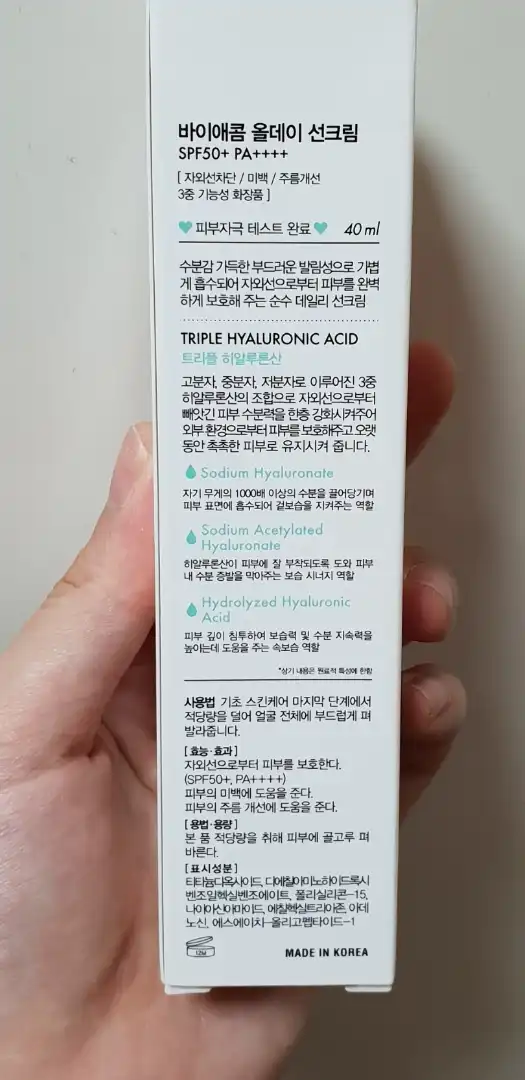 바이애콤 올데이 선크림
SPF50+ PA++++
[ 자외선차단 / 미백 / 주름개선
3중 기능성 화장품 ]
피부자극 테스트 완료 40 ml
수분감 가득한 부드러운 발림성으로 가볍
게 흡수되어 자외선으로부터 피부를 완벽
하게 보호해 주는 순수 데일리 선크림
TRIPLE HYALURONIC ACID
트리플 히알루론산
고분자, 중분자, 저분자로 이루어진 3중
히알루론산의 조합으로 자외선으로부터
빼앗긴 피부 수분력을 한층 강화시켜주어
외부 환경으로부터 피부를 보호해주고 오랫
동안 촉촉한 피부로 유지시켜 줍니다.
Sodium Hyaluronate
자기 무게의 1000배 이상의 수분을 끌어당기며
피부 표면에 흡수되어 겉보습을 지켜주는 역할
Sodium Acetylated
Hyaluronate
히알루론산이 피부에 잘 부착되도록 도와 피부
내 수분 증발을 막아주는 보습 시너지 역할
Hydrolyzed Hyaluronic
Acid
피부 깊이 침투하여 보습력 및 수분 지속력을
높이는데 도움을 주는 속보습 역할
*상기 내용은 원료적 특성에 한함
사용법 기초 스킨케어 마지막 단계에서
적당량을 덜어 얼굴 전체에 부드럽게 펴
발라줍니다.
[ 효능·효과 ]
자외선으로부터 피부를 보호한다.
(SPF50+, PA++++)
피부의 미백에 도움을 준다.
피부의 주름 개선에 도움을 준다.
[ 용법·용량 ]
본 품 적당량을 취해 피부에 골고루 펴
바른다.
[ 표시성분 ]
티타늄디옥사이드, 디에칠아미노하이드록시
벤조일헥실벤조에이트, 폴리실리콘-15,
나이아신아마이드, 에칠헥실트리아존, 아데
노신, 에스에이치-올리고펩타이드-1
12M
MADE IN KOREA